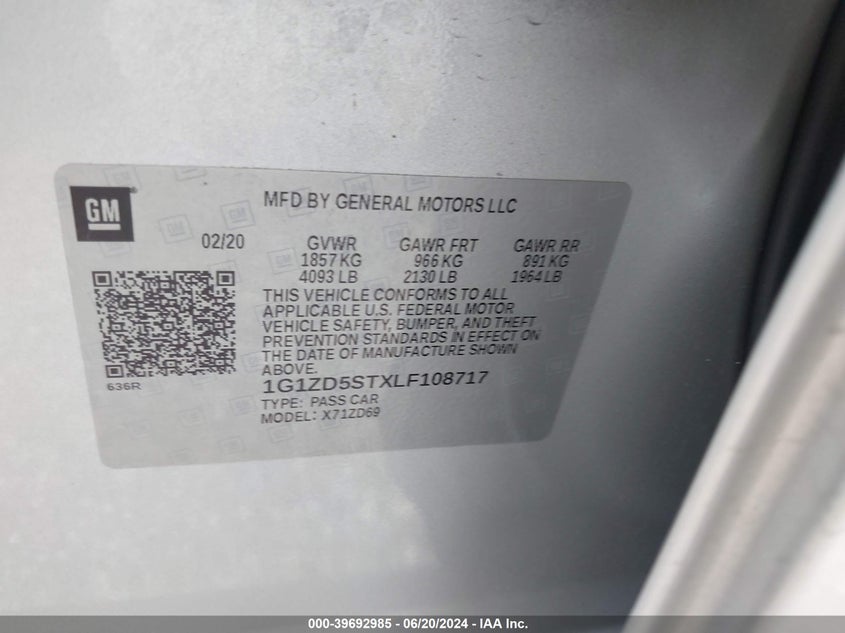 GM
MFD BY GENERAL MOTORS LLC
02/20
GVWR GAWR FRT GAWR RR
1857 KG 966 KG 891 KG
4093 LB 2130 LB 1964 LB
THIS VEHICLE CONFORMS TO ALL
APPLICABLE U.S. FEDERAL MOTOR
VEHICLE SAFETY, BUMPER, AND THEFT
PREVENTION STANDARDS IN EFFECT ON
THE DATE OF MANUFACTURE SHOWN
ABOVE.
636R
1G1ZD5STXLF108717
TYPE: PASS CAR
MODEL: X71ZD69
000-39692985 - 06/20/2024 - IAA Inc.